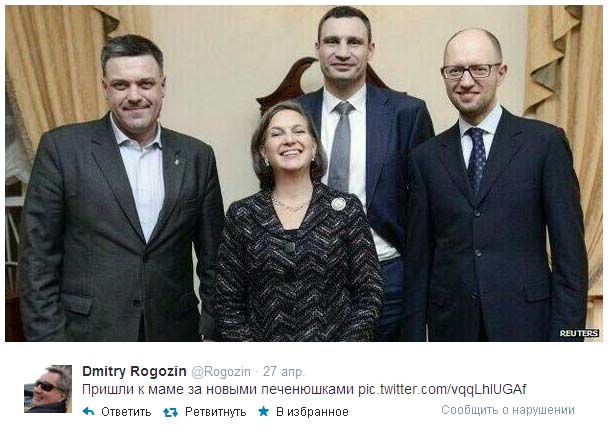 REUTERS
Dmitry Rogozin @Rogozin · 27 апр.
Пришли к маме за новыми печенюшками pic.twitter.com/vqqLhlUGAf
Ответить Ретвитнуть В избранное Сообщить о нарушении